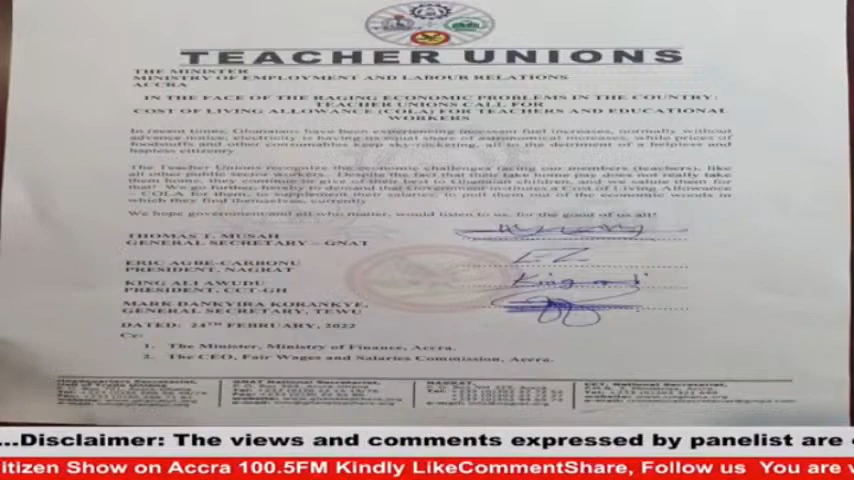 TEACHER UNIONS
THE MINISTER
MINISTRY OF EMPLOYMENT AND LABOUR RELATIONS
ACCRA
IN THE FACE OF THE RAGING ECONOMIC PROBLEMS IN THE COUNTRY:
TEACHER UNIONS CALL FOR
COST OF LIVING ALLOWANCE (COLA) FOR TEACHERS AND EDUCATIONAL
WORKERS
In recent times, Ghanaians have been experiencing incessant fuel increases, normally without
advance notice, electricity is having its equal share of astronomical increases, while prices of
foodstuffs and other consumables keep sky-rocketing, all to the detriment of a helpless and
hapless citizenry.
The Teacher Unions recognize the economic challenges facing our members (teachers), like
all other public sector workers. Despite the fact that their take home pay does not really take
them home, they continue to give of their best to Ghanaian children, and we salute them for
that! We go further, hereby to demand that Government institutes a Cost of Living Allowance
- COLA for them, to supplement their salaries, to pull them out of the economic woods in
which they find themselves, currently.
We hope government and all who matter, would listen to us, for the good of us all!
THOMAS T. MUSAH
GENERAL SECRETARY – GNAT
ERIC AGBE-CARBONU
PRESIDENT, NAGRAT
KING ALI AWUDU
PRESIDENT, CCT-GH
MARK DANKYIRA KORANKYE,
GENERAL SECRETARY, TEWU
DATED: 24TH FEBRUARY, 2022
Cc:
1. The Minister, Ministry of Finance, Accra.
2. The CEO, Fair Wages and Salaries Commission, Accra.
Headquarters Secretariat,
GNAT National Secretariat,
NAGRAT,
CCT, National Secretariat,
...Disclaimer: The views and comments expressed by panelist are
itizen Show on Accra 100.5FM Kindly LikeCommentShare, Follow us You are